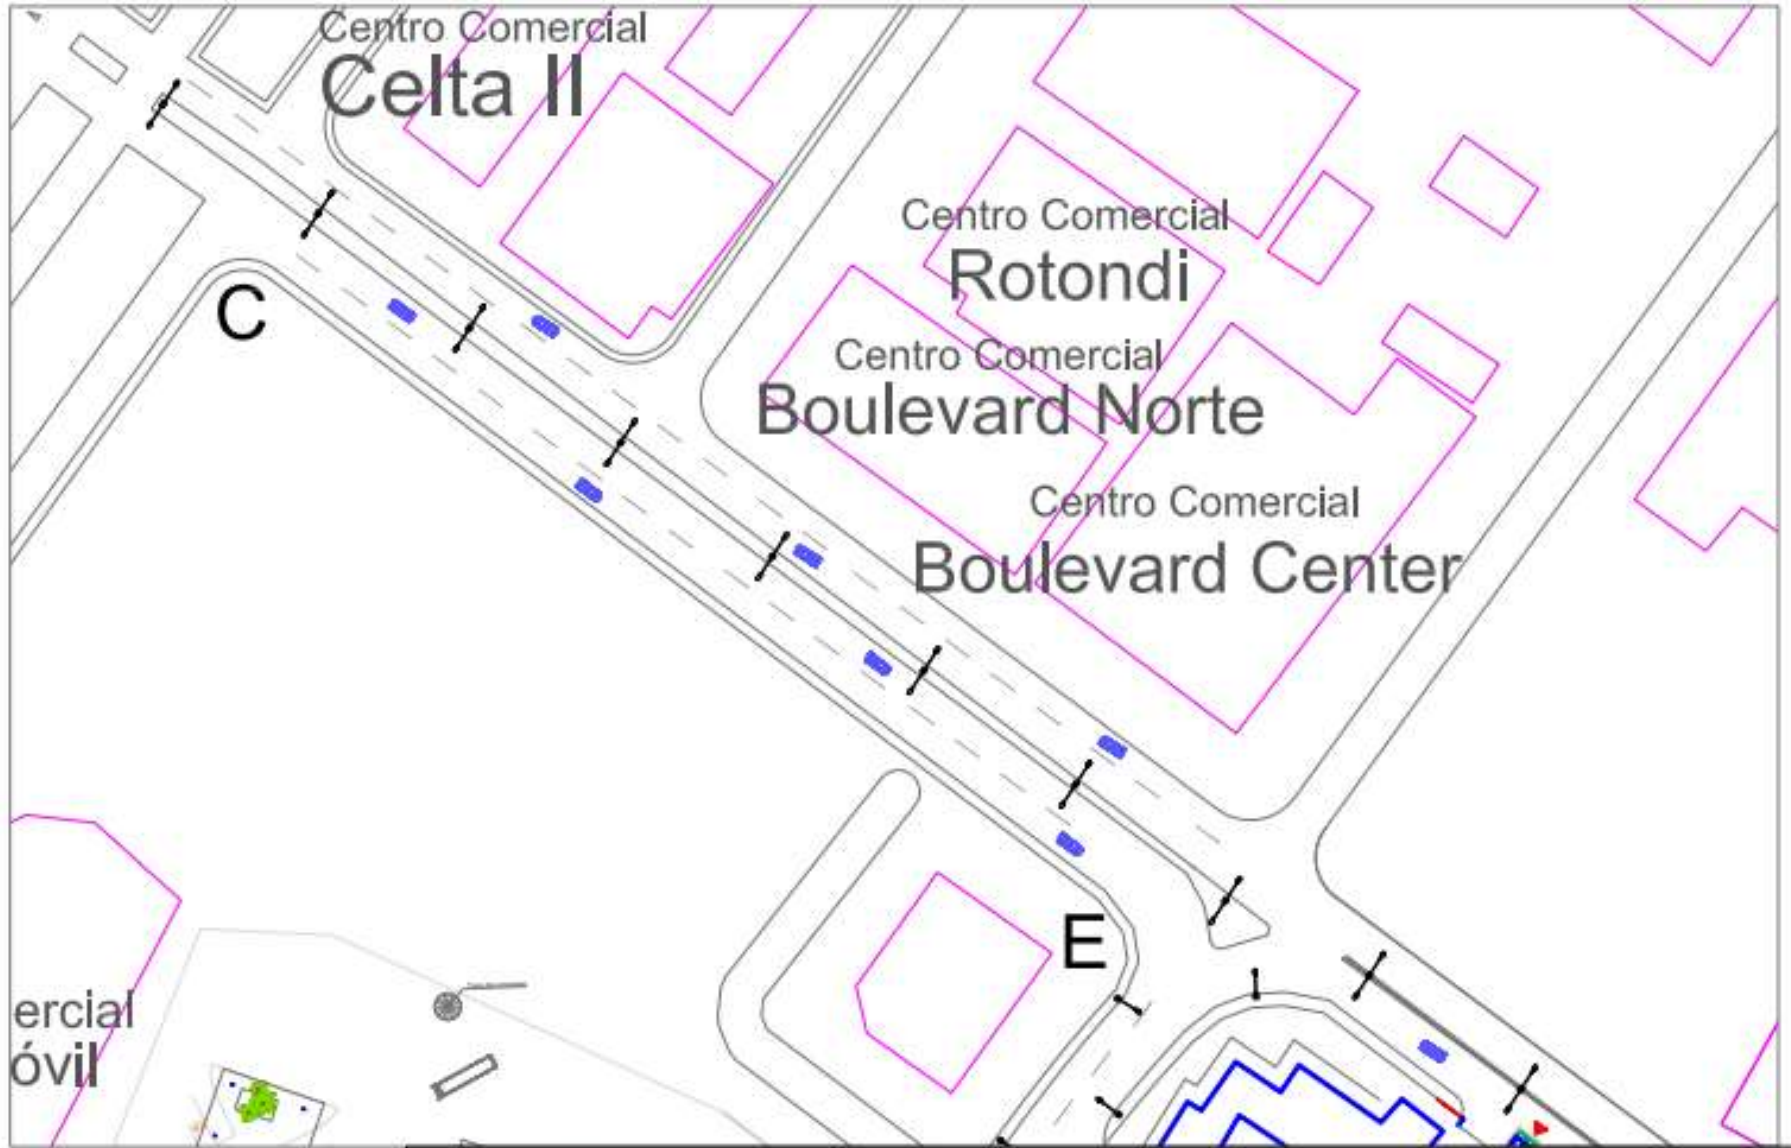 Centro Comercial
Celta II
Centro Comercial
Rotondi
C
Centro Comercial
Boulevard Norte
Centro Comercial
Boulevard Center
E
ercial
óvil